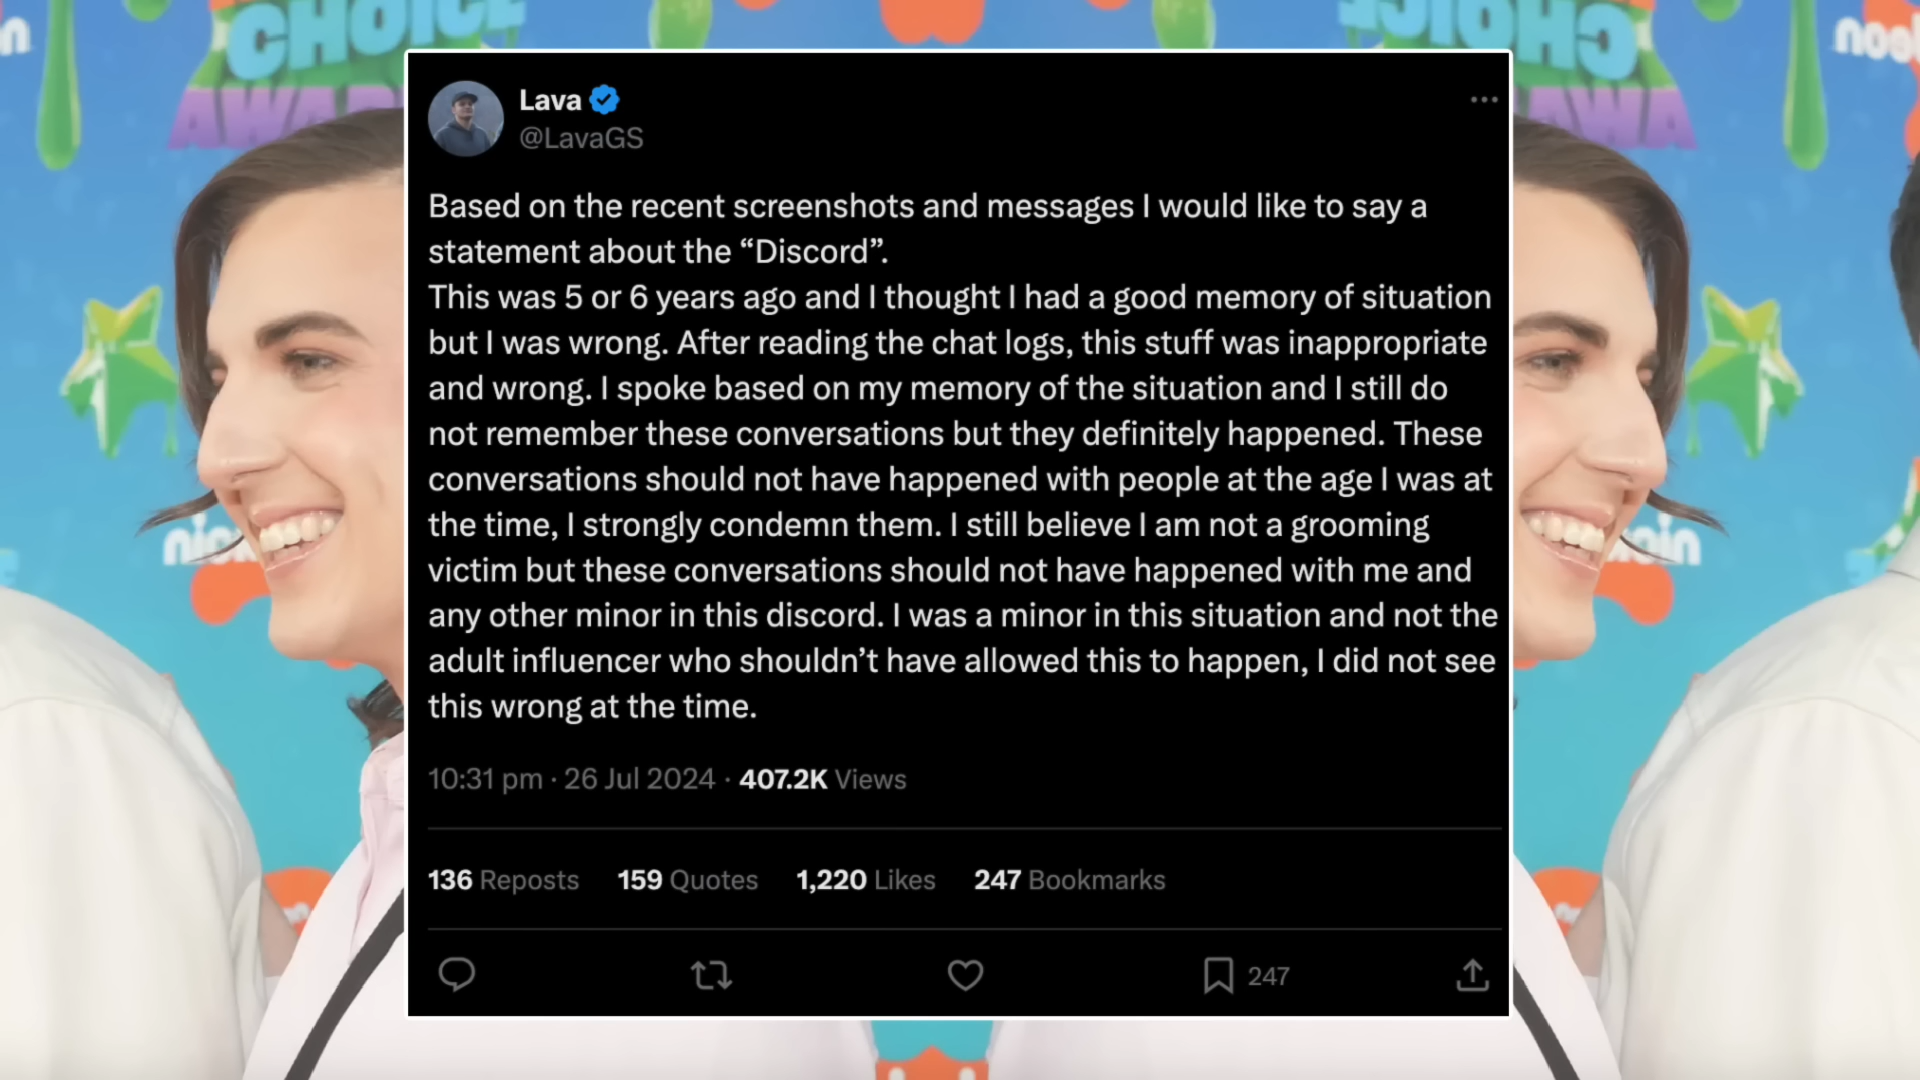 CHOICE
AWA
Lava
@LavaGS
Based on the recent screenshots and messages I would like to say a
statement about the “Discord”.
This was 5 or 6 years ago and I thought I had a good memory of situation
but I was wrong. After reading the chat logs, this stuff was inappropriate
and wrong. I spoke based on my memory of the situation and I still do
not remember these conversations but they definitely happened. These
conversations should not have happened with people at the age I was at
the time, I strongly condemn them. I still believe I am not a grooming
victim but these conversations should not have happened with me and
any other minor in this discord. I was a minor in this situation and not the
adult influencer who shouldn’t have allowed this to happen, I did not see
this wrong at the time.
10:31 pm · 26 Jul 2024 · 407.2K Views
136 Reposts 159 Quotes 1,220 Likes 247 Bookmarks
247